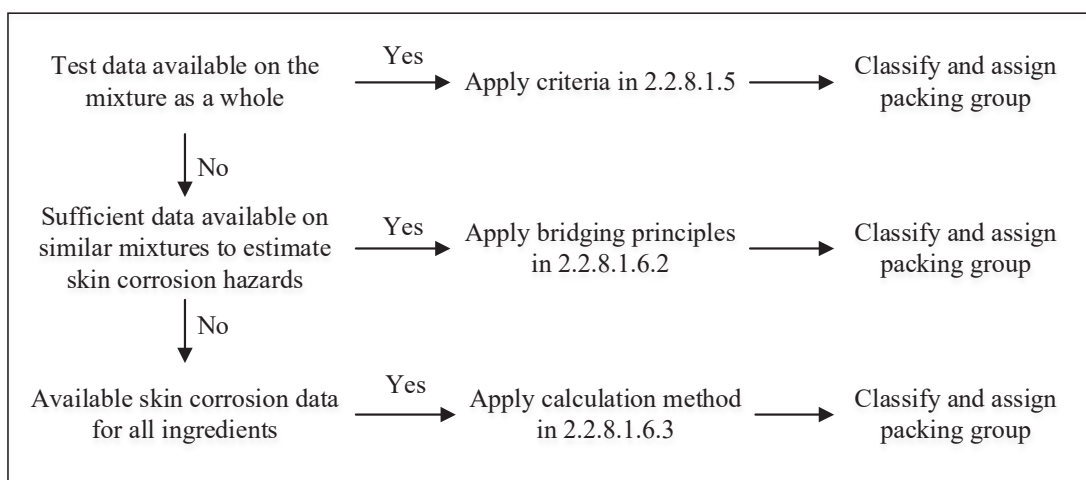 Test data available on the
mixture as a whole
Yes
Apply criteria in 2.2.8.1.5
Classify and assign
packing group
No
Sufficient data available on
similar mixtures to estimate
skin corrosion hazards
Yes
Apply bridging principles
in 2.2.8.1.6.2
Classify and assign
packing group
No
Available skin corrosion data
for all ingredients
Yes
Apply calculation method
in 2.2.8.1.6.3
Classify and assign
packing group